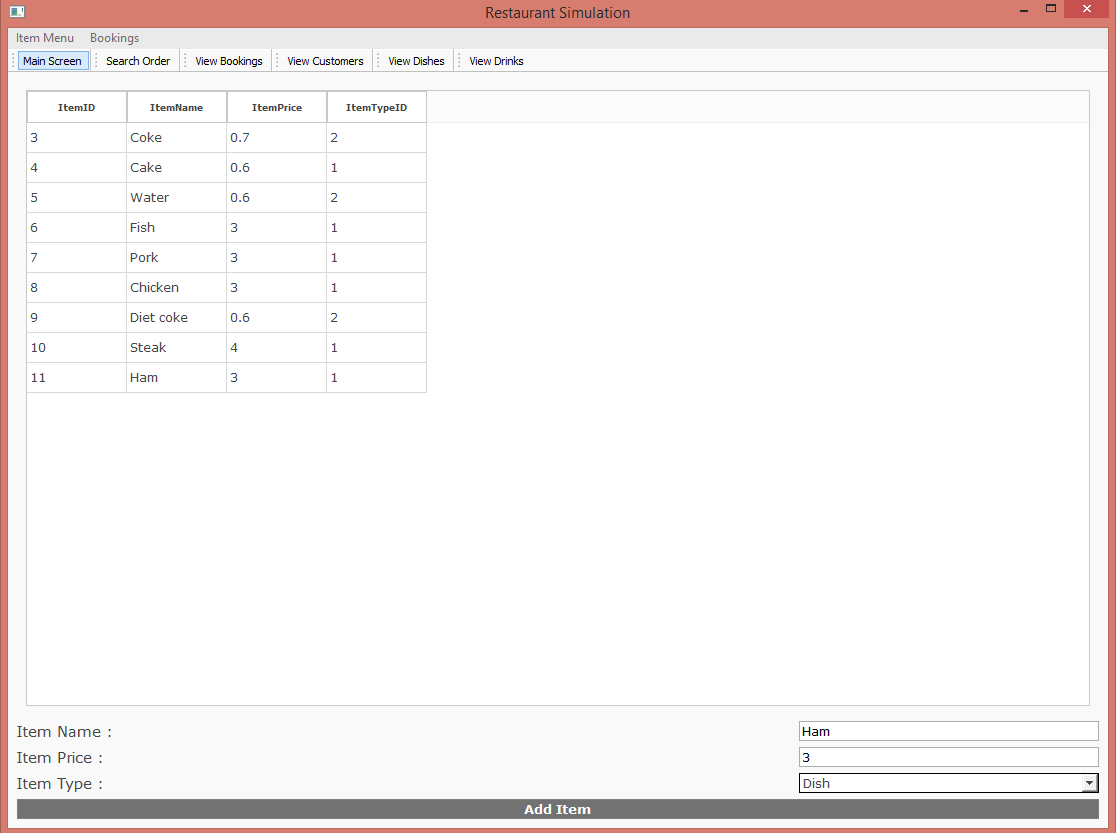 Restaurant Simulation
Item Menu Bookings
Main Screen Search Order View Bookings View Customers View Dishes View Drinks
ItemID ItemName ItemPrice ItemTypeID
3 Coke 0.7 2
4 Cake 0.6 1
5 Water 0.6 2
6 Fish 3 1
7 Pork 3 1
8 Chicken 3 1
9 Diet coke 0.6 2
10 Steak 4 1
11 Ham 3 1
Item Name : Ham
Item Price : 3
Item Type : Dish
Add Item